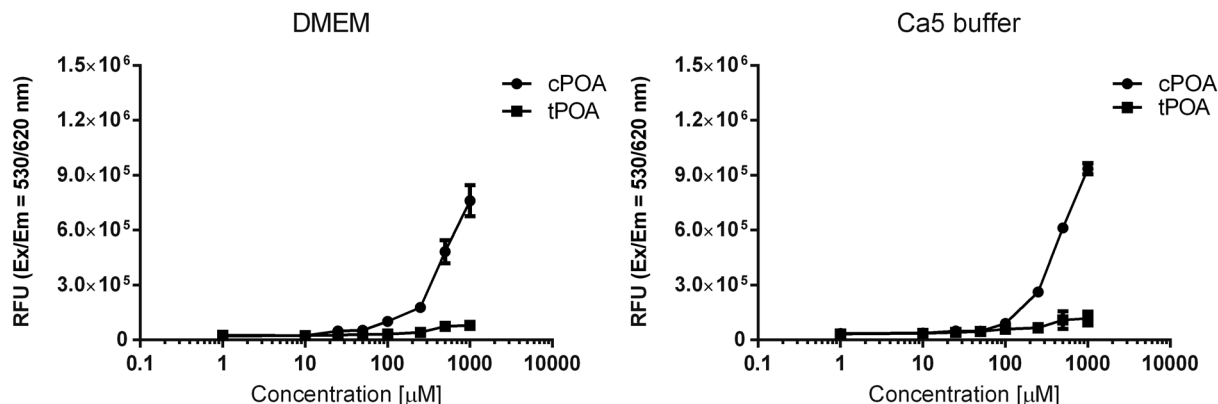 DMEM
1.5×10⁶
1.2×10⁶
9.0×10⁵
6.0×10⁵
3.0×10⁵
0
RFU (Ex/Em = 530/620 nm)
cPOA
tPOA
0.1 1 10 100 1000 10000
Concentration [μM]
Ca5 buffer
1.5×10⁶
1.2×10⁶
9.0×10⁵
6.0×10⁵
3.0×10⁵
0
RFU (Ex/Em = 530/620 nm)
cPOA
tPOA
0.1 1 10 100 1000 10000
Concentration [μM]